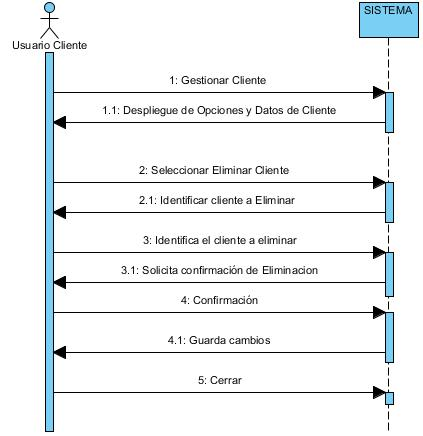 SISTEMA
Usuario Cliente
1: Gestionar Cliente
1.1: Despliegue de Opciones y Datos de Cliente
2: Seleccionar Eliminar Cliente
2.1: Identificar cliente a Eliminar
3: Identifica el cliente a eliminar
3.1: Solicita confirmación de Eliminacion
4: Confirmación
4.1: Guarda cambios
5: Cerrar